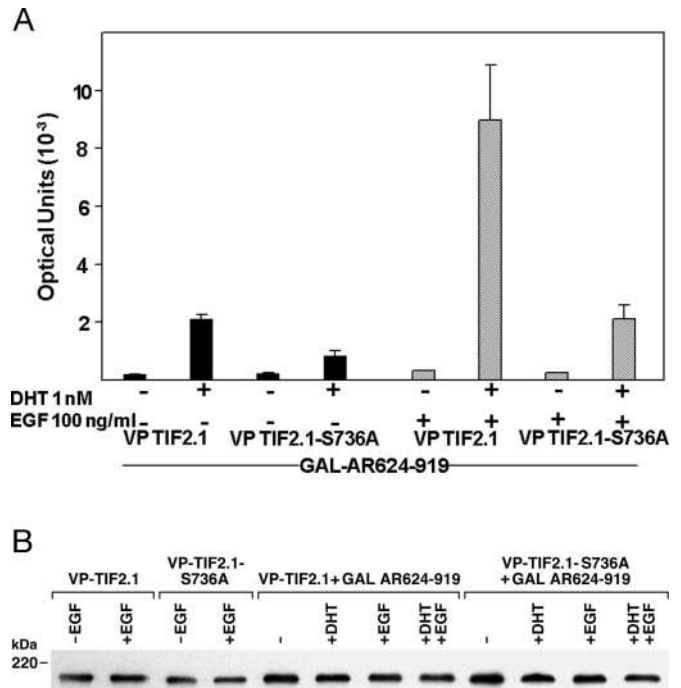 A
Optical Units (10⁻³)
10
8
6
4
2
DHT 1 nM - + - + - + - +
EGF 100 ng/ml - - - - + + + +
VP TIF2.1 VP TIF2.1-S736A VP TIF2.1 VP TIF2.1-S736A
GAL-AR624-919
B
VP-TIF2.1 VP-TIF2.1-S736A VP-TIF2.1+GAL AR624-919 VP-TIF2.1-S736A +GAL AR624-919
-EGF +EGF -EGF +EGF - +DHT +EGF +DHT +EGF - +DHT +EGF +DHT +EGF
kDa
220